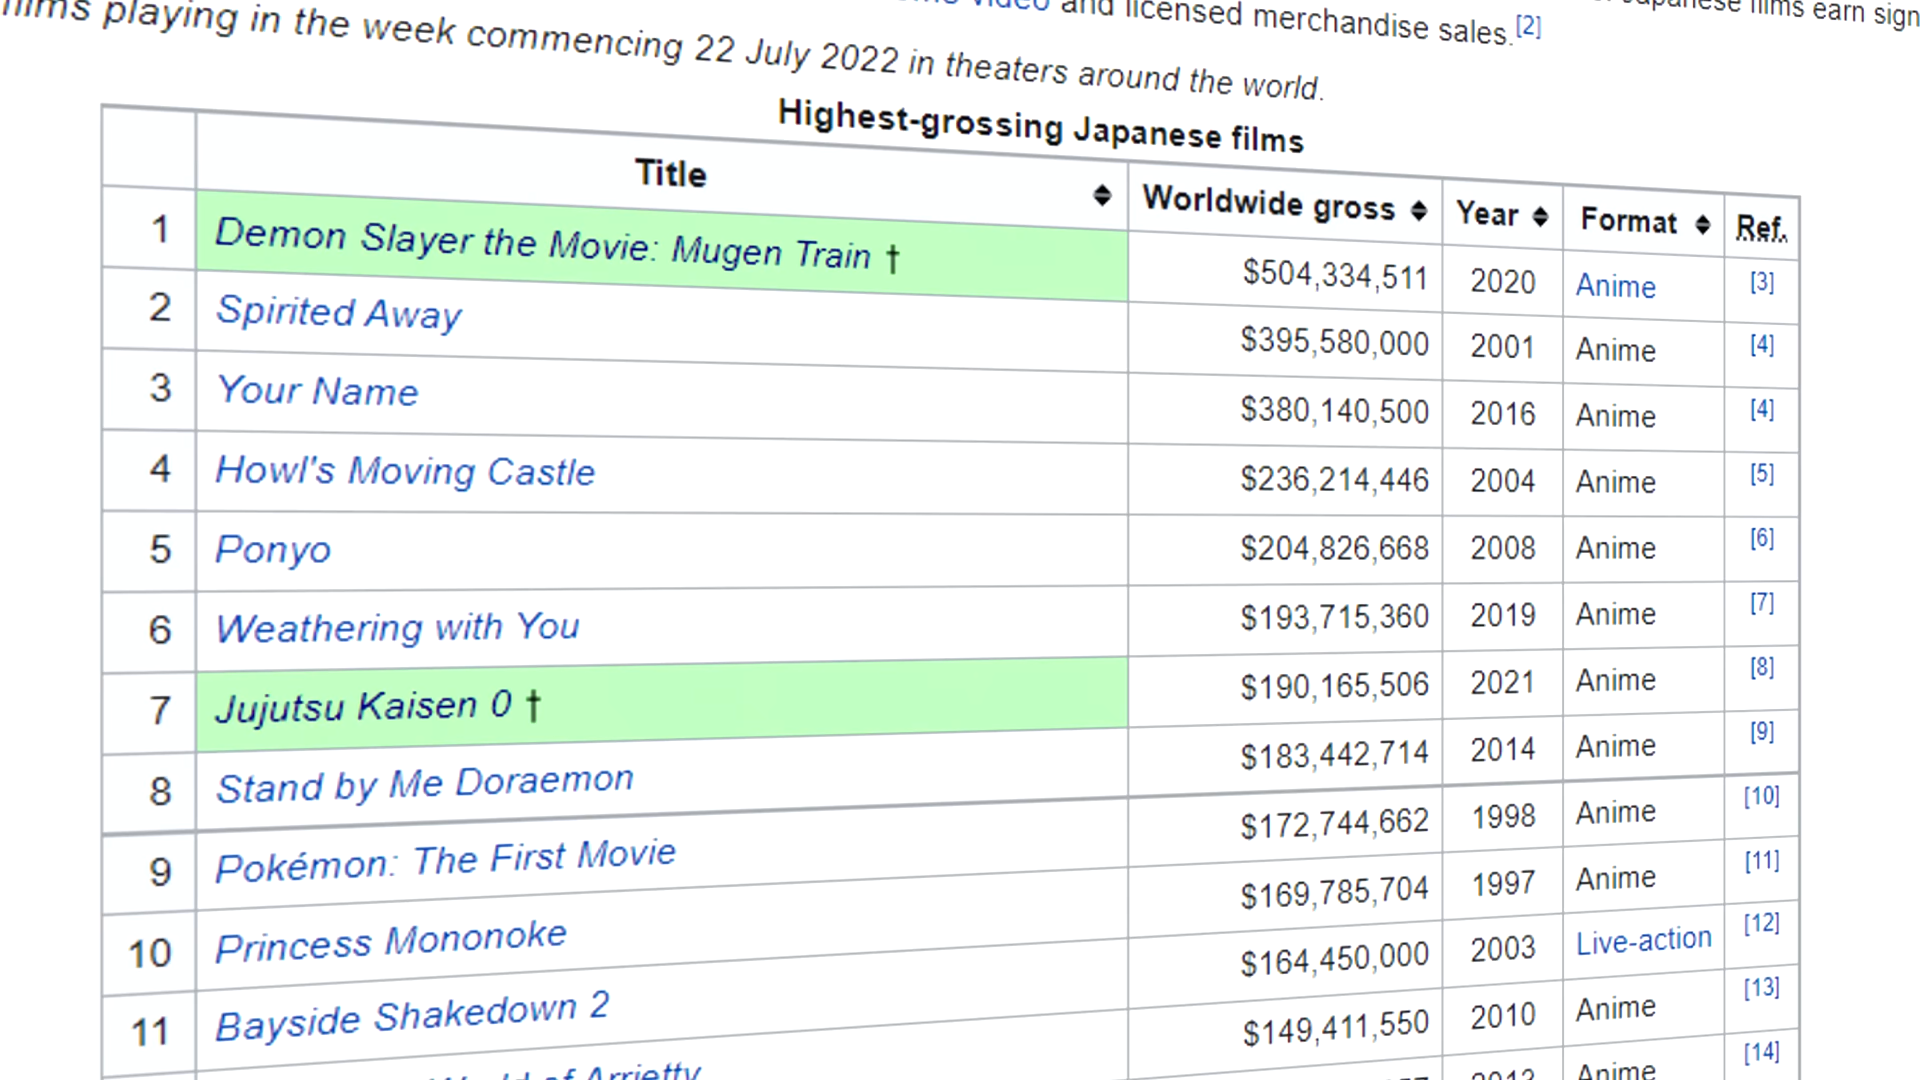 video and licensed merchandise sales.[2]
Japanese films earn sign
films playing in the week commencing 22 July 2022 in theaters around the world.
Highest-grossing Japanese films
Title Worldwide gross Year Format Ref.
1 Demon Slayer the Movie: Mugen Train † $504,334,511 2020 Anime [3]
2 Spirited Away $395,580,000 2001 Anime [4]
3 Your Name $380,140,500 2016 Anime [4]
4 Howl's Moving Castle $236,214,446 2004 Anime [5]
5 Ponyo $204,826,668 2008 Anime [6]
6 Weathering with You $193,715,360 2019 Anime [7]
7 Jujutsu Kaisen 0 † $190,165,506 2021 Anime [8]
8 Stand by Me Doraemon $183,442,714 2014 Anime [9]
9 Pokémon: The First Movie $172,744,662 1998 Anime [10]
10 Princess Mononoke $169,785,704 1997 Anime [11]
11 Bayside Shakedown 2 $164,450,000 2003 Live-action [12]
World of Arrietty $149,411,550 2010 Anime [13]
2013 Anime [14]